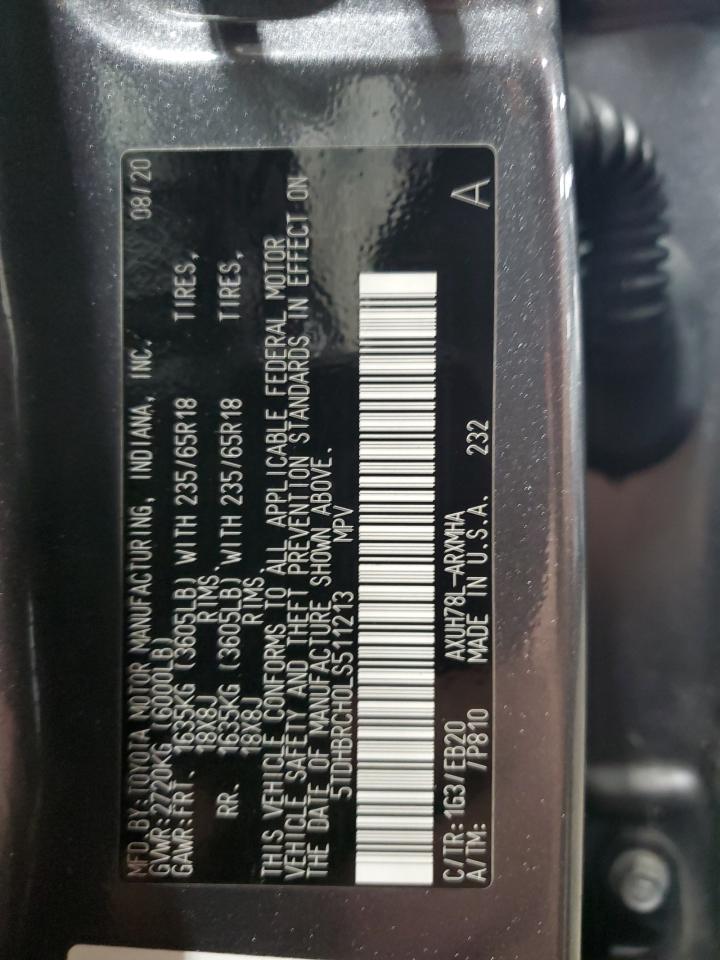 MFD. BY: TOYOTA MOTOR MANUFACTURING, INDIANA, INC. 08/20
GVWR: 2720KG (6000LB)
GAWR: FRT. 1635KG (3605LB) WITH 235/65R18 TIRES,
18X8J RIMS.
RR. 1635KG (3605LB) WITH 235/65R18 TIRES,
18X8J RIMS.
THIS VEHICLE CONFORMS TO ALL APPLICABLE FEDERAL MOTOR
VEHICLE SAFETY AND THEFT PREVENTION STANDARDS IN EFFECT ON
THE DATE OF MANUFACTURE SHOWN ABOVE.
5TDHBRCH0LS511213 MPV
C/TR: 1G3/EB20 AXUH78L-ARXMHA
A/TM: /P810 MADE IN U.S.A. 232 A